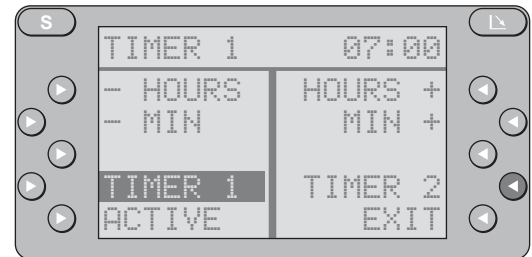 S
TIMER 1 07:00
- HOURS HOURS +
- MIN MIN +
TIMER 1 TIMER 2
ACTIVE EXIT